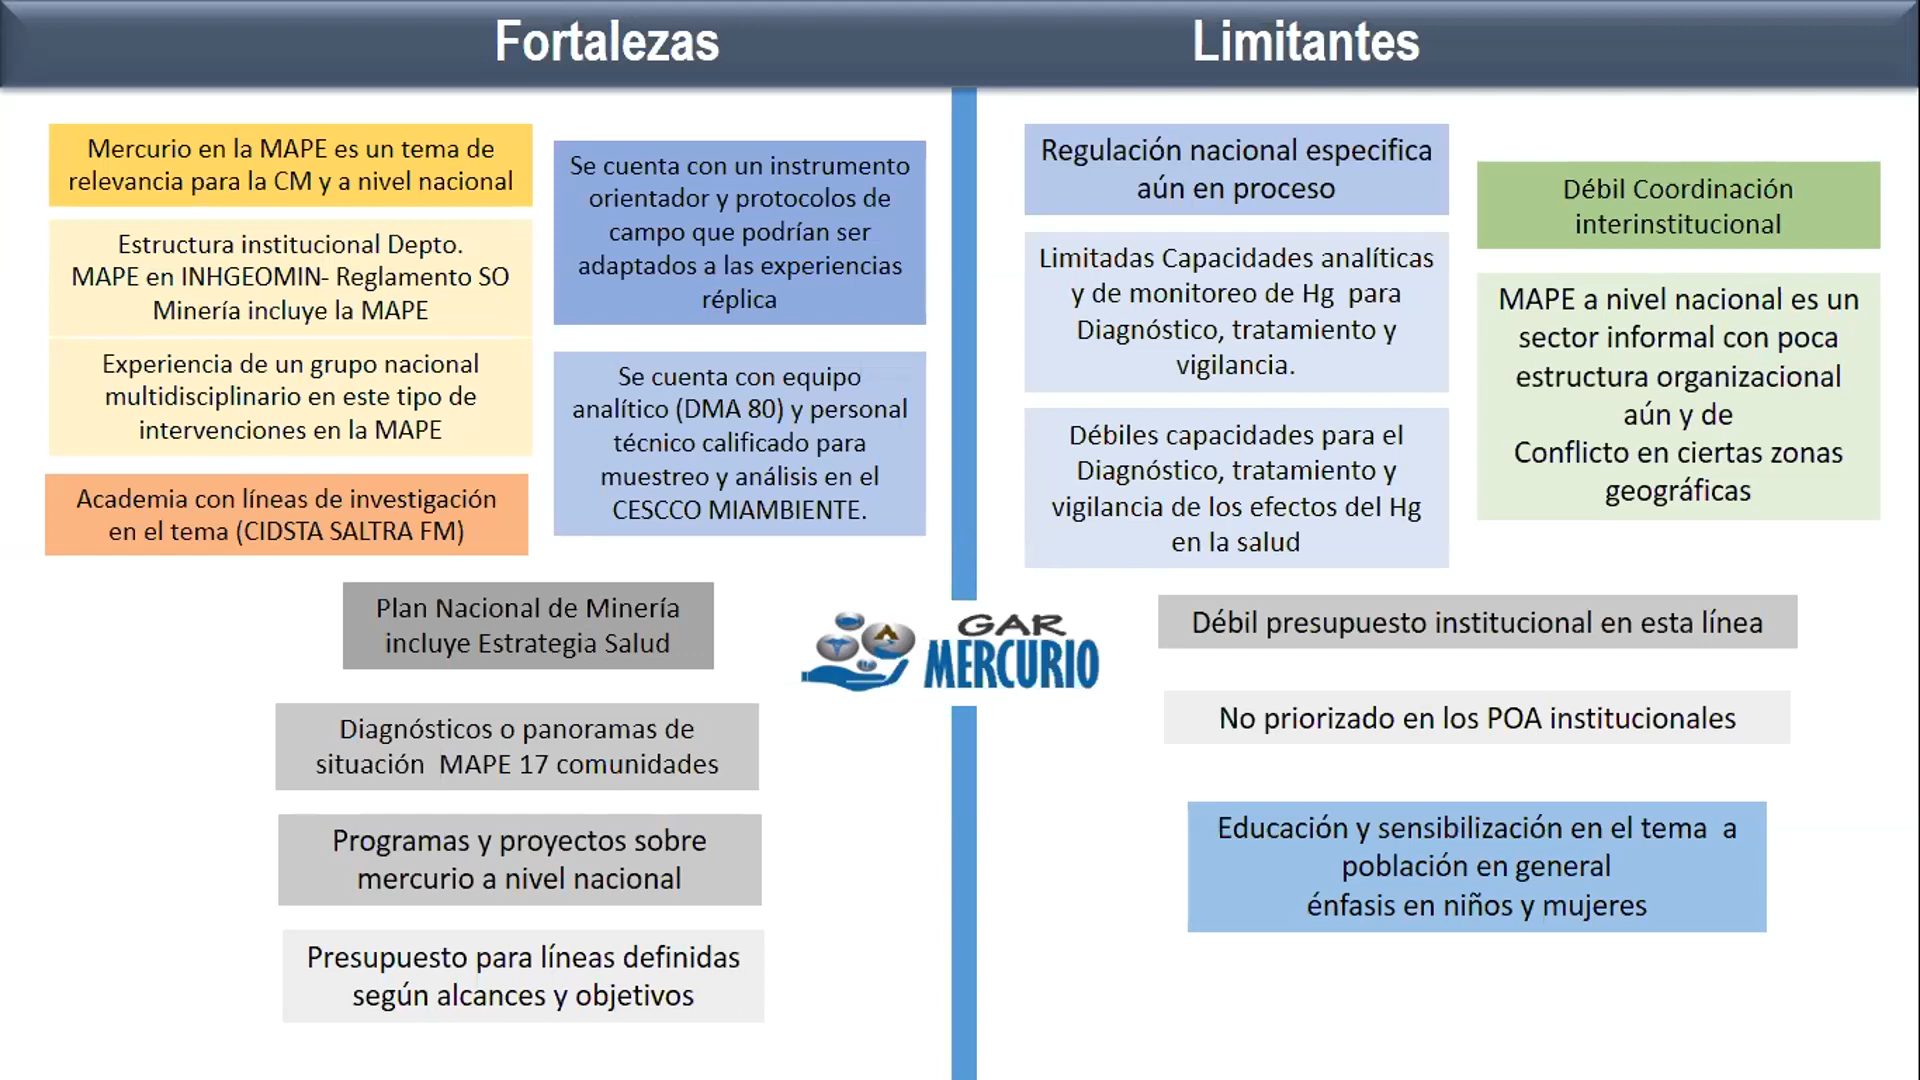 Fortalezas
Limitantes
Mercurio en la MAPE es un tema de
relevancia para la CM y a nivel nacional
Estructura institucional Depto.
MAPE en INHGEOMIN- Reglamento SO
Minería incluye la MAPE
Experiencia de un grupo nacional
multidisciplinario en este tipo de
intervenciones en la MAPE
Academia con líneas de investigación
en el tema (CIDSTA SALTRA FM)
Se cuenta con un instrumento
orientador y protocolos de
campo que podrían ser
adaptados a las experiencias
réplica
Se cuenta con equipo
analítico (DMA 80) y personal
técnico calificado para
muestreo y análisis en el
CESCCO MIAMBIENTE.
Plan Nacional de Minería
incluye Estrategia Salud
Diagnósticos o panoramas de
situación MAPE 17 comunidades
Programas y proyectos sobre
mercurio a nivel nacional
Presupuesto para líneas definidas
según alcances y objetivos
GAR
MERCURIO
Regulación nacional especifica
aún en proceso
Limitadas Capacidades analíticas
y de monitoreo de Hg para
Diagnóstico, tratamiento y
vigilancia.
Débiles capacidades para el
Diagnóstico, tratamiento y
vigilancia de los efectos del Hg
en la salud
Débil Coordinación
interinstitucional
MAPE a nivel nacional es un
sector informal con poca
estructura organizacional
aún y de
Conflicto en ciertas zonas
geográficas
Débil presupuesto institucional en esta línea
No priorizado en los POA institucionales
Educación y sensibilización en el tema a
población en general
énfasis en niños y mujeres